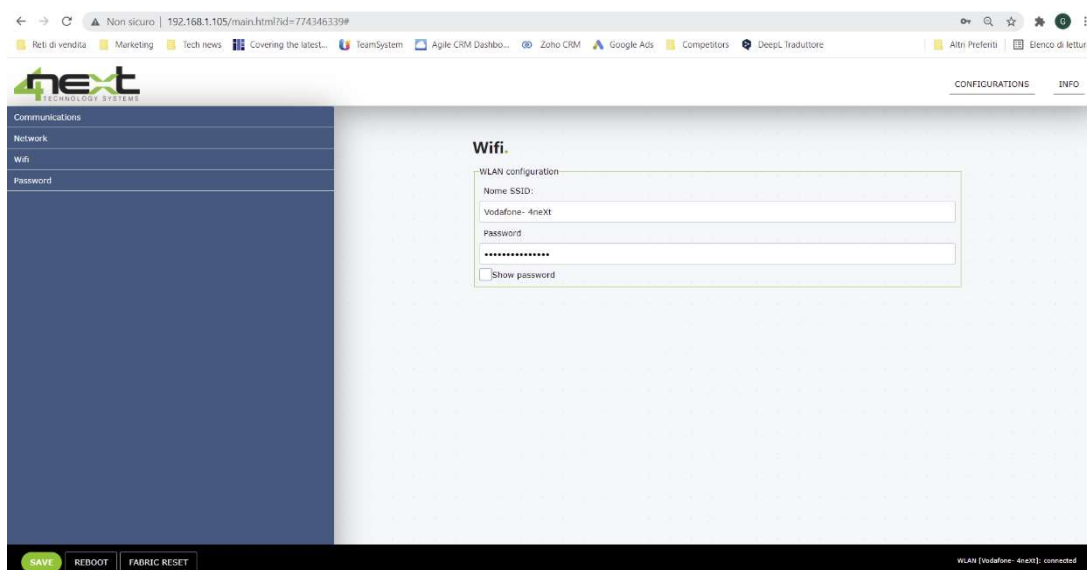 Non sicuro | 192.168.1.105/main.html?id=774346339#
G
Reti di vendita Marketing Tech news Covering the latest... TeamSystem Agile CRM Dashbo... Zoho CRM Google Ads Competitors DeepL Traduttore Altri Preferiti Elenco di lettur
4next
TECHNOLOGY SYSTEMS
CONFIGURATIONS INFO
Communications
Network
Wifi
Password
Wifi.
WLAN configuration
Nome SSID:
Vodafone- 4neXt
Password
•••••••••••••••
Show password
SAVE REBOOT FABRIC RESET WLAN [Vodafone- 4neXt]: connected